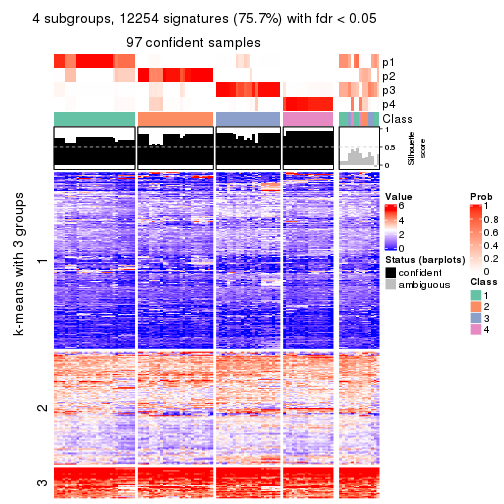 4 subgroups, 12254 signatures (75.7%) with fdr < 0.05
97 confident samples
p1
p2
p3
p4
Class
1
0.5
0
Silhouette
score
k-means with 3 groups
1
2
3
Value
6
4
2
0
Status (barplots)
confident
ambiguous
Prob
1
0.8
0.6
0.4
0.2
0
Class
1
2
3
4